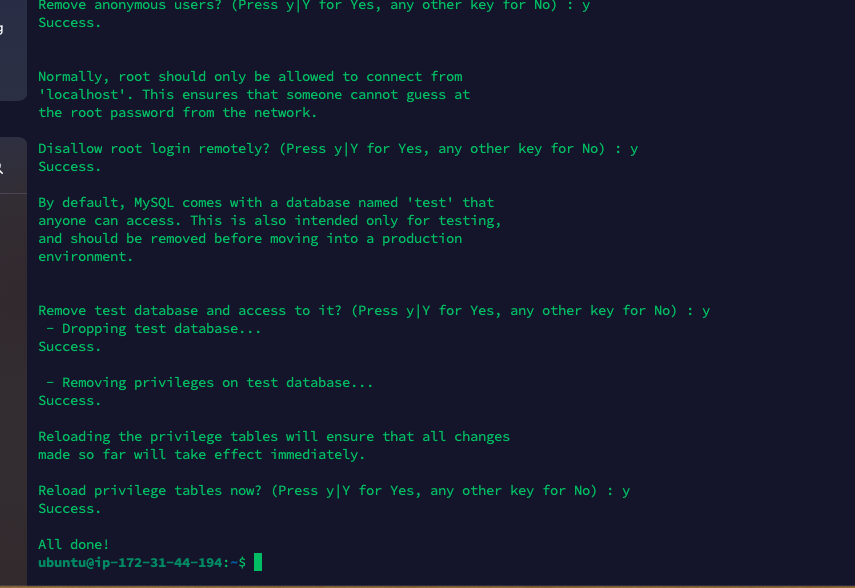 Remove anonymous users? (Press y|Y for Yes, any other key for No) : y
Success.
Normally, root should only be allowed to connect from
'localhost'. This ensures that someone cannot guess at
the root password from the network.
Disallow root login remotely? (Press y|Y for Yes, any other key for No) : y
Success.
By default, MySQL comes with a database named 'test' that
anyone can access. This is also intended only for testing,
and should be removed before moving into a production
environment.
Remove test database and access to it? (Press y|Y for Yes, any other key for No) : y
 - Dropping test database...
Success.
 - Removing privileges on test database...
Success.
Reloading the privilege tables will ensure that all changes
made so far will take effect immediately.
Reload privilege tables now? (Press y|Y for Yes, any other key for No) : y
Success.
All done!
ubuntu@ip-172-31-44-194:~$